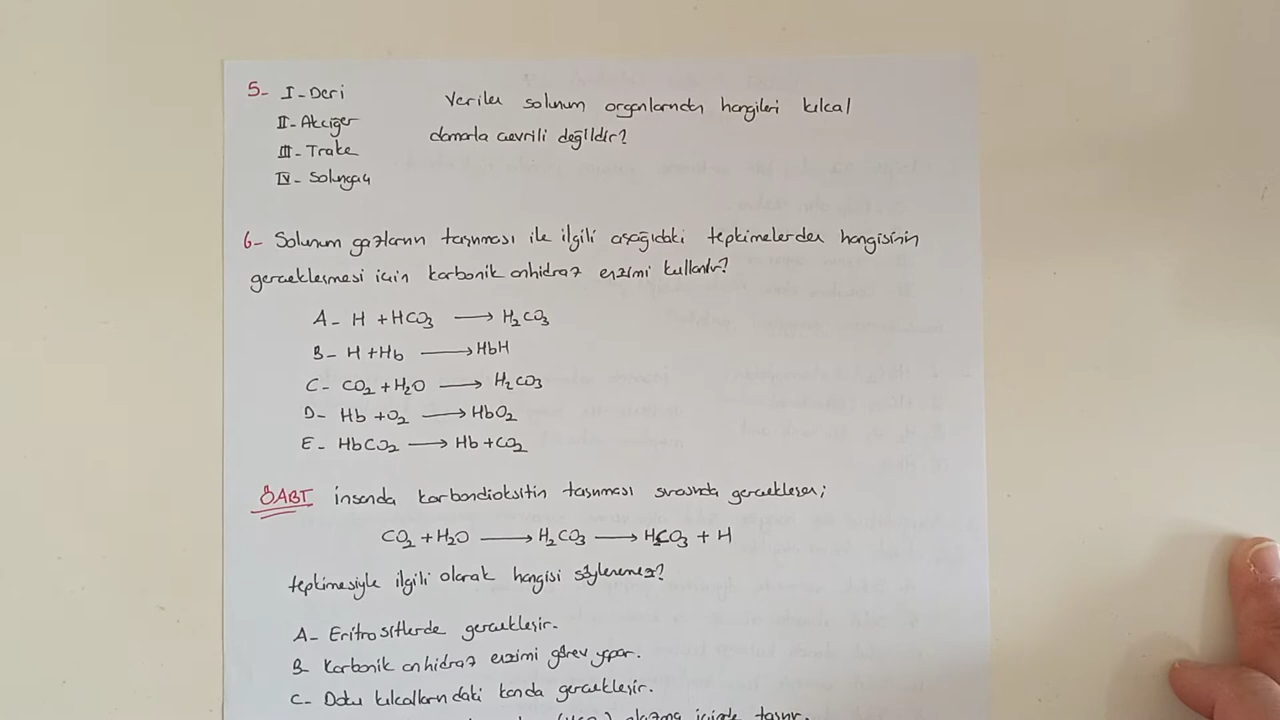 5- I-Deri
II-Akciğer
III-Trake
IV-Solungaç
Verilen solunum organlarından hangileri kılcal
damarla çevrili değildir?
6- Solunum gazlarının taşınması ile ilgili aşağıdaki tepkimelerden hangisinin
gerçekleşmesi için karbonik anhidraz enzimi kullanılır?
A- H + HCO3 → H2CO3
B- H + Hb → HbH
C- CO2 + H2O → H2CO3
D- Hb + O2 → HbO2
E- HbCO2 → Hb + CO2
ÖABT İnsanda karbondioksitin taşınması sırasında gerçekleşen;
CO2 + H2O → H2CO3 → HCO3 + H
tepkimesiyle ilgili olarak hangisi söylenemez?
A- Eritrositlerde gerçekleşir.
B- Karbonik anhidraz enzimi görev yapar.
C- Doku kılcallarındaki kanda gerçekleşir.
plazma içinde taşınır.